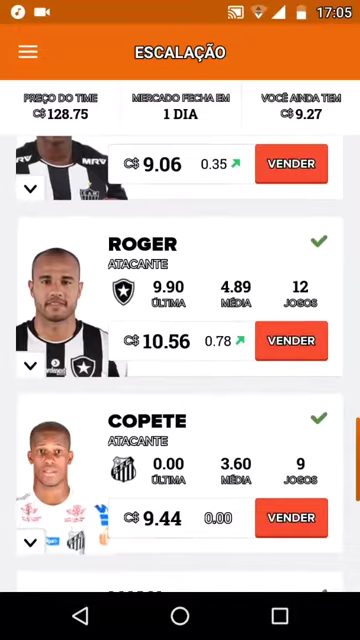 17:05
ESCALAÇÃO
PREÇO DO TIME
C$ 128.75
MERCADO FECHA EM
1 DIA
VOCÊ AINDA TEM
C$ 9.27
MRV
MRV
C$ 9.06
0.35
VENDER
ROGER
ATACANTE
9.90
ÚLTIMA
4.89
MÉDIA
12
JOGOS
C$ 10.56
0.78
VENDER
COPETE
ATACANTE
0.00
ÚLTIMA
3.60
MÉDIA
9
JOGOS
C$ 9.44
0.00
VENDER